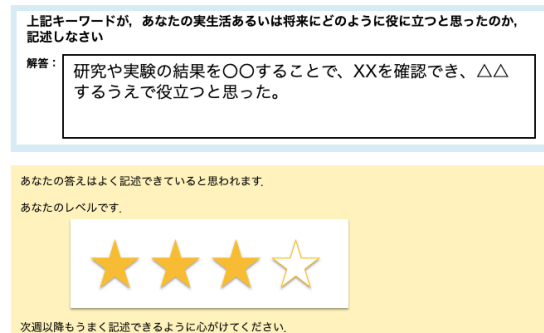 上記キーワードが，あなたの実生活あるいは将来にどのように役に立つと思ったのか，
記述しなさい
解答：
研究や実験の結果を〇〇することで、XXを確認でき、△△
するうえで役立つと思った。
あなたの答えはよく記述できていると思われます．
あなたのレベルです．
次週以降もうまく記述できるように心がけてください．